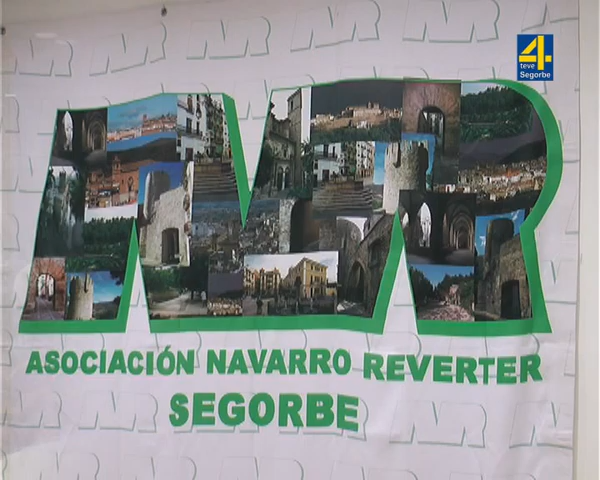 4
teve
Segorbe
ANR
ASOCIACIÓN NAVARRO REVERTER
SEGORBE